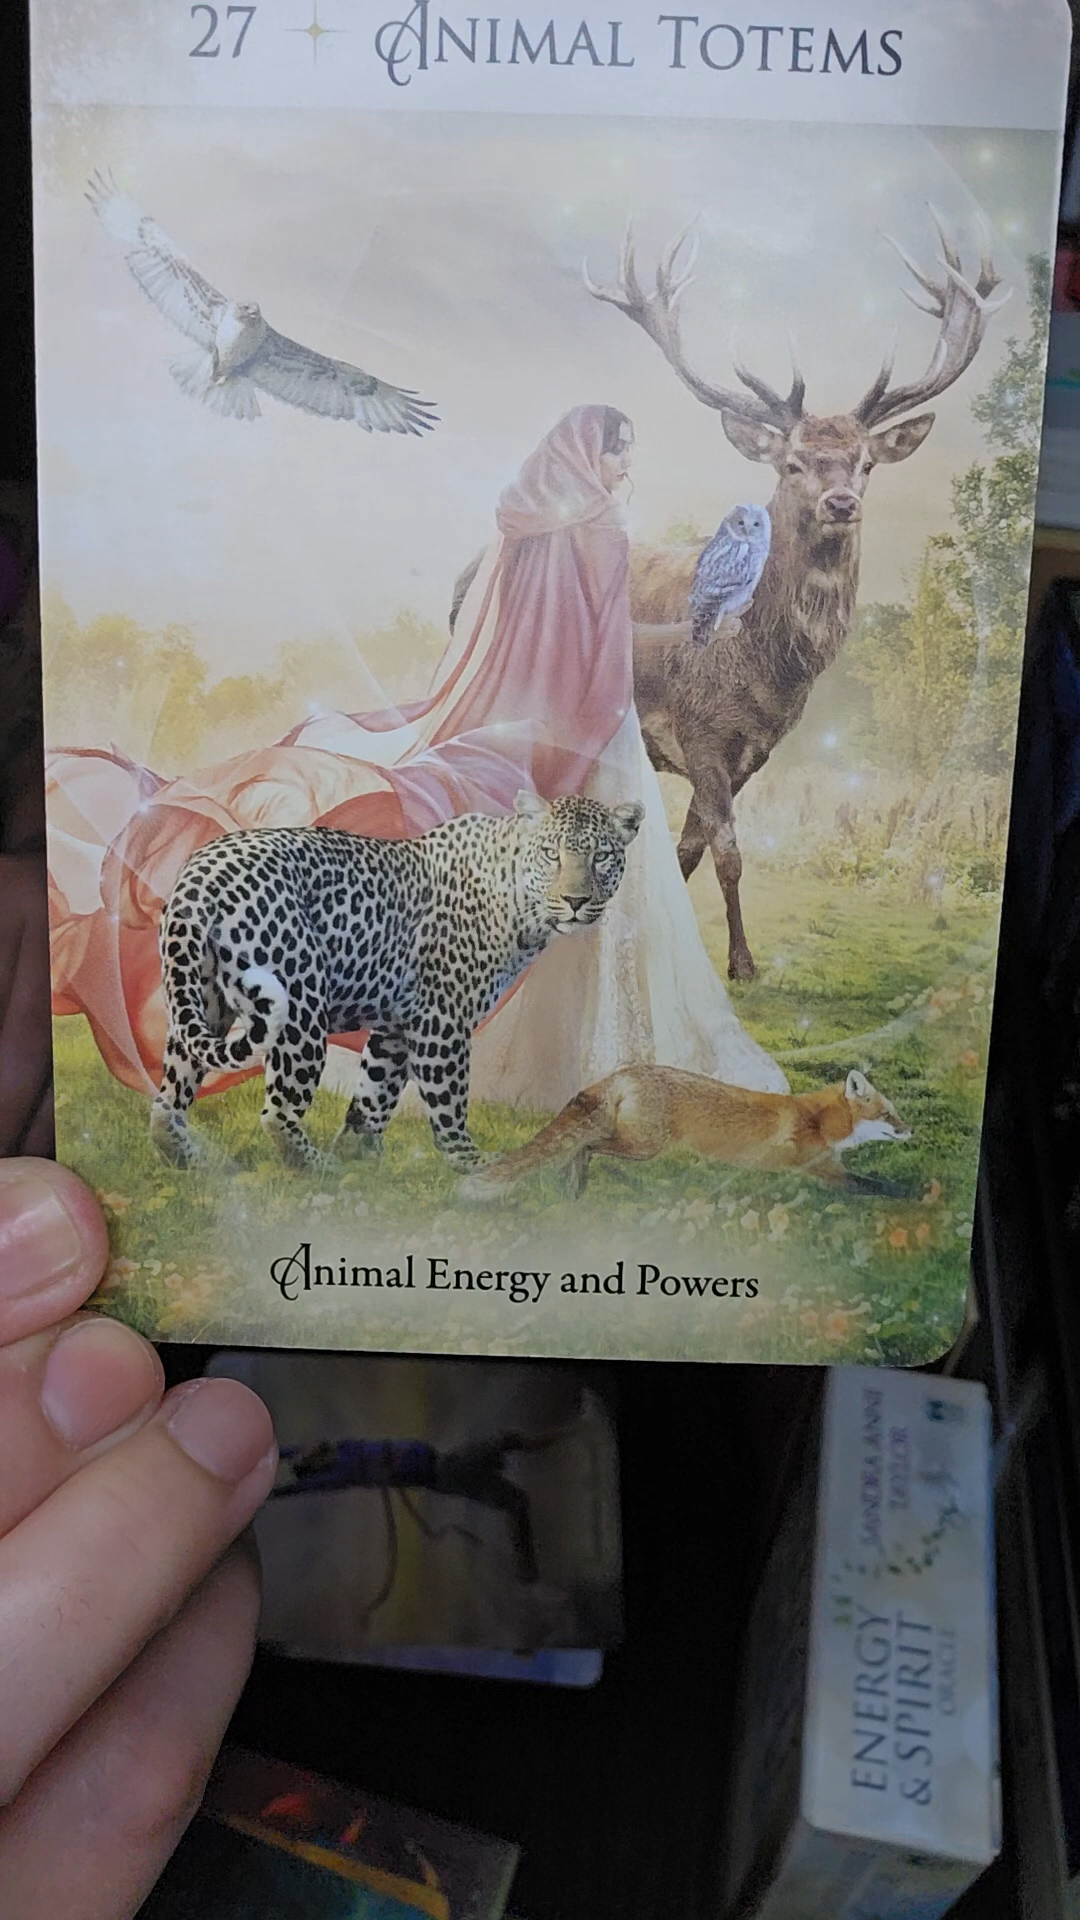 27 ANIMAL TOTEMS
Animal Energy and Powers
SANDRA ANNE
TAYLOR
ENERGY
& SPIRIT
ORACLE